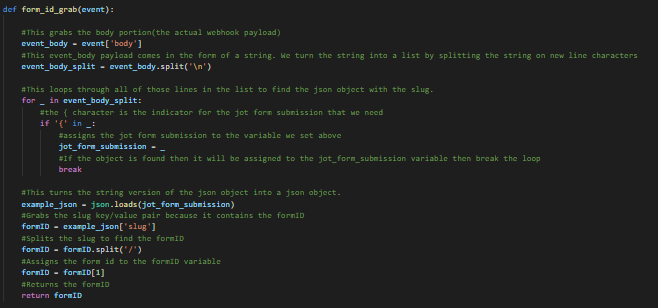 def form_id_grab(event):
#This grabs the body portion(the actual webhook payload)
event_body = event['body']
#This event_body payload comes in the form of a string. We turn the string into a list by splitting the string on new line characters
event_body_split = event_body.split('\n')
#This loops through all of those lines in the list to find the json object with the slug.
for _ in event_body_split:
#the { character is the indicator for the jot form submission that we need
if '{' in _:
#assigns the jot form submission to the variable we set above
jot_form_submission = _
#If the object is found then it will be assigned to the jot_form_submission variable then break the loop
break
#This turns the string version of the json object into a json object.
example_json = json.loads(jot_form_submission)
#Grabs the slug key/value pair because it contains the formID
formID = example_json['slug']
#Splits the slug to find the formID
formID = formID.split('/')
#Assigns the form id to the formID variable
formID = formID[1]
#Returns the formID
return formID